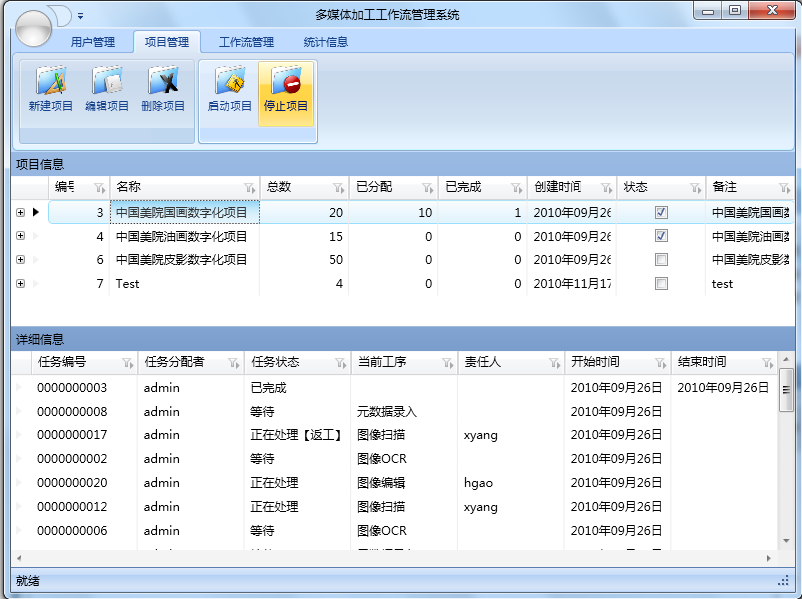 多媒体加工工作流管理系统
用户管理 项目管理 工作流管理 统计信息
新建项目 编辑项目 删除项目 启动项目 停止项目
项目信息
编号 名称 总数 已分配 已完成 创建时间 状态 备注
3 中国美院国画数字化项目 20 10 1 2010年09月26 中国美院国画数
4 中国美院油画数字化项目 15 0 0 2010年09月26 中国美院油画数
6 中国美院皮影数字化项目 50 0 0 2010年09月26 中国美院皮影数
7 Test 4 0 0 2010年11月17 test
详细信息
任务编号 任务分配者 任务状态 当前工序 责任人 开始时间 结束时间
0000000003 admin 已完成 2010年09月26日 2010年09月26日
0000000008 admin 等待 元数据录入 2010年09月26日
0000000017 admin 正在处理【返工】 图像扫描 xyang 2010年09月26日
0000000002 admin 等待 图像OCR 2010年09月26日
0000000020 admin 正在处理 图像编辑 hgao 2010年09月26日
0000000012 admin 正在处理 图像扫描 xyang 2010年09月26日
0000000006 admin 等待 图像OCR 2010年09月26日
就绪